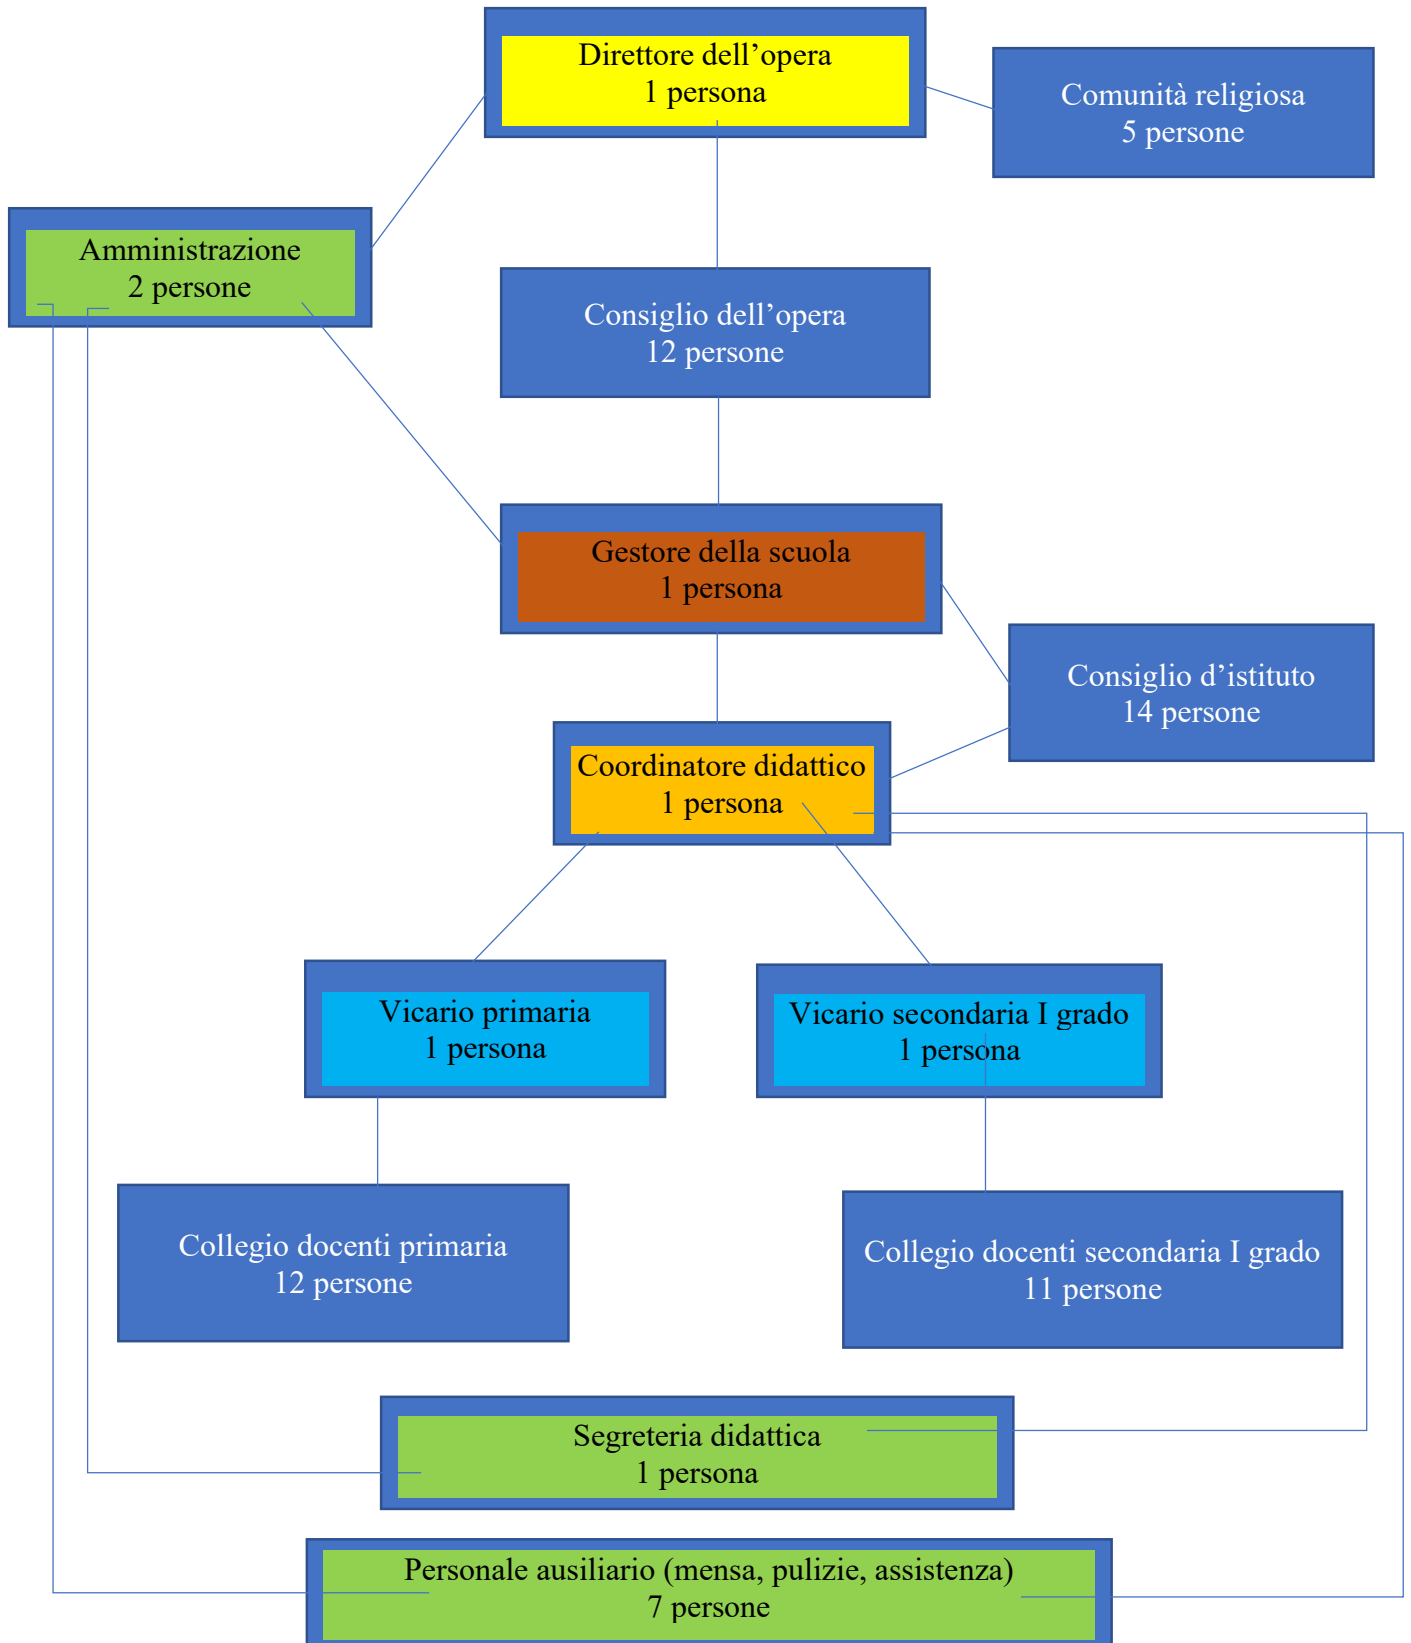 Direttore dell’opera
1 persona
Comunità religiosa
5 persone
Amministrazione
2 persone
Consiglio dell’opera
12 persone
Gestore della scuola
1 persona
Consiglio d’istituto
14 persone
Coordinatore didattico
1 persona
Vicario primaria
1 persona
Vicario secondaria I grado
1 persona
Collegio docenti primaria
12 persone
Collegio docenti secondaria I grado
11 persone
Segreteria didattica
1 persona
Personale ausiliario (mensa, pulizie, assistenza)
7 persone